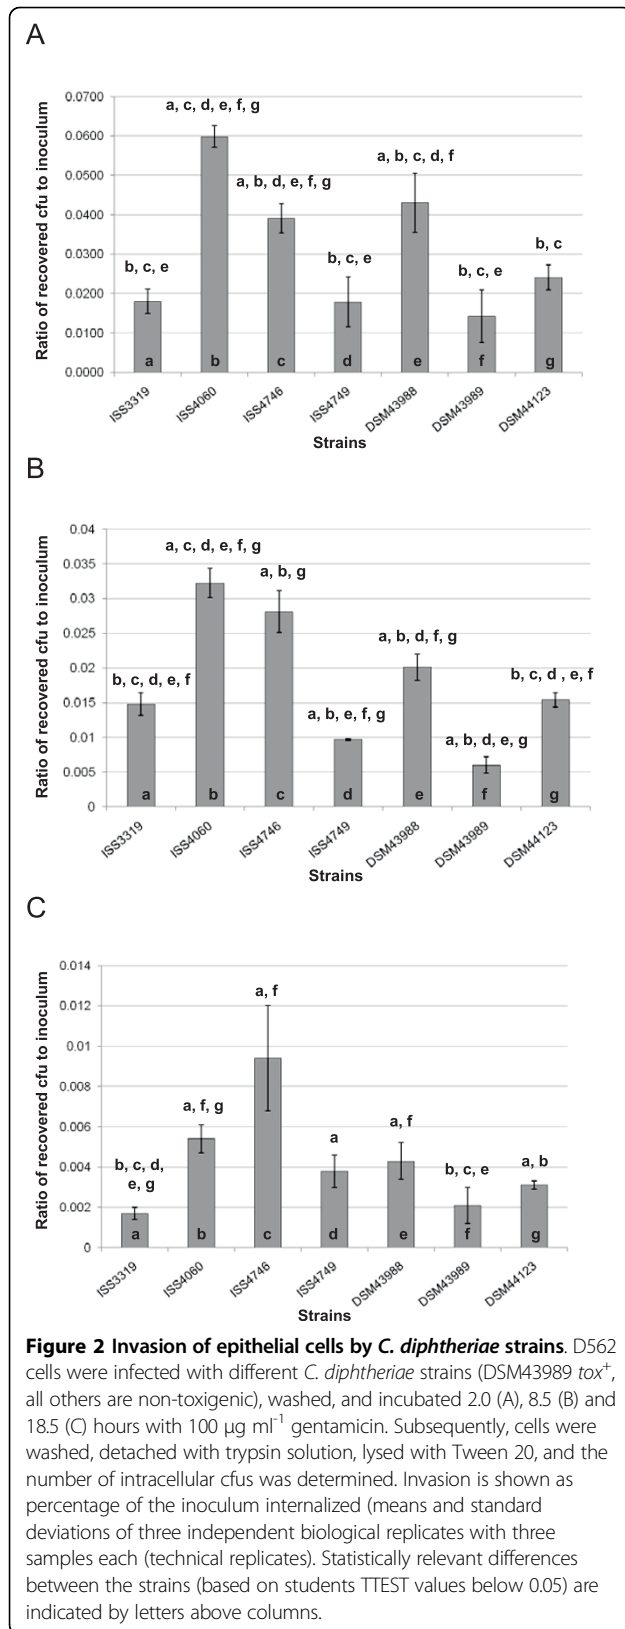 A
Ratio of recovered cfu to inoculum
0.0700
0.0600
0.0500
0.0400
0.0300
0.0200
0.0100
0.0000
b, c, e
a, c, d, e, f, g
a, b, d, e, f, g
b, c, e
a, b, c, d, f
b, c, e
b, c
a b c d e f g
ISS3319 ISS4060 ISS4746 ISS4749 DSM43988 DSM43989 DSM44123
Strains
B
Ratio of recovered cfu to inoculum
0.04
0.035
0.03
0.025
0.02
0.015
0.01
0.005
0
b, c, d, e, f
a, c, d, e, f, g
a, b, g
a, b, e, f, g
a, b, d, f, g
a, b, d, e, g
b, c, d , e, f
a b c d e f g
ISS3319 ISS4060 ISS4746 ISS4749 DSM43988 DSM43989 DSM44123
Strains
C
Ratio of recovered cfu to inoculum
0.014
0.012
0.01
0.008
0.006
0.004
0.002
0
b, c, d,
e, g
a, f, g
a, f
a
a, f
b, c, e
a, b
a b c d e f g
ISS3319 ISS4060 ISS4746 ISS4749 DSM43988 DSM43989 DSM44123
Strains
Figure 2 Invasion of epithelial cells by C. diphtheriae strains. D562
cells were infected with different C. diphtheriae strains (DSM43989 tox⁺,
all others are non-toxigenic), washed, and incubated 2.0 (A), 8.5 (B) and
18.5 (C) hours with 100 μg ml⁻¹ gentamicin. Subsequently, cells were
washed, detached with trypsin solution, lysed with Tween 20, and the
number of intracellular cfus was determined. Invasion is shown as
percentage of the inoculum internalized (means and standard
deviations of three independent biological replicates with three
samples each (technical replicates). Statistically relevant differences
between the strains (based on students TTEST values below 0.05) are
indicated by letters above columns.